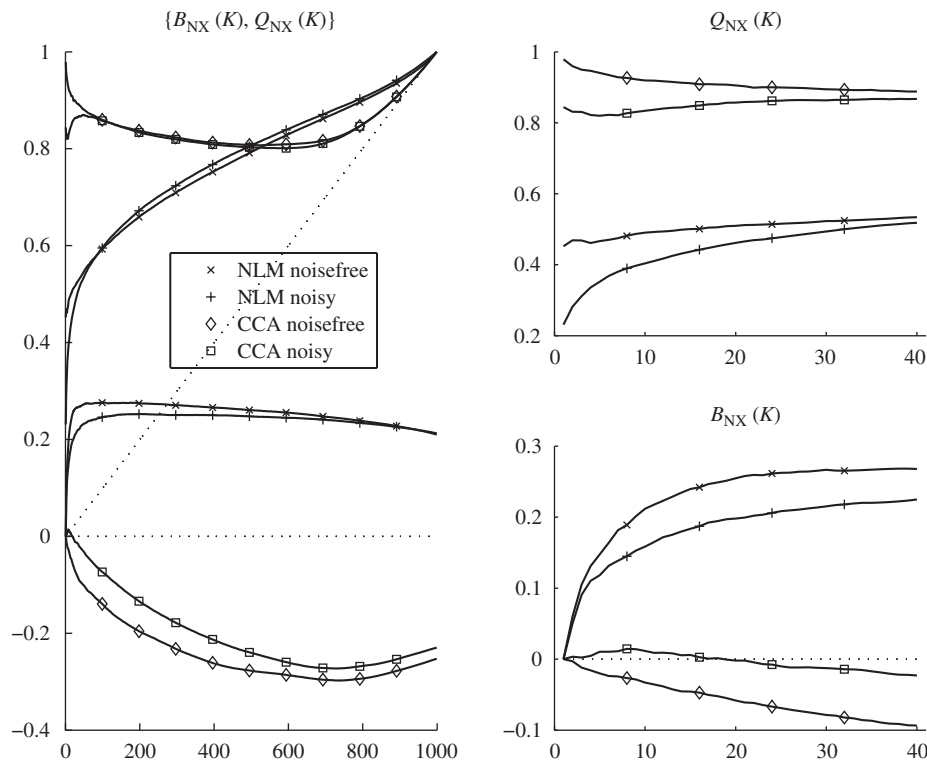 {B_NX (K), Q_NX (K)}
1
0.8
0.6
0.4
0.2
0
−0.2
−0.4
0 200 400 600 800 1000
NLM noisefree
NLM noisy
CCA noisefree
CCA noisy
Q_NX (K)
1
0.8
0.6
0.4
0.2
0 10 20 30 40
B_NX (K)
0.3
0.2
0.1
0
−0.1
0 10 20 30 40